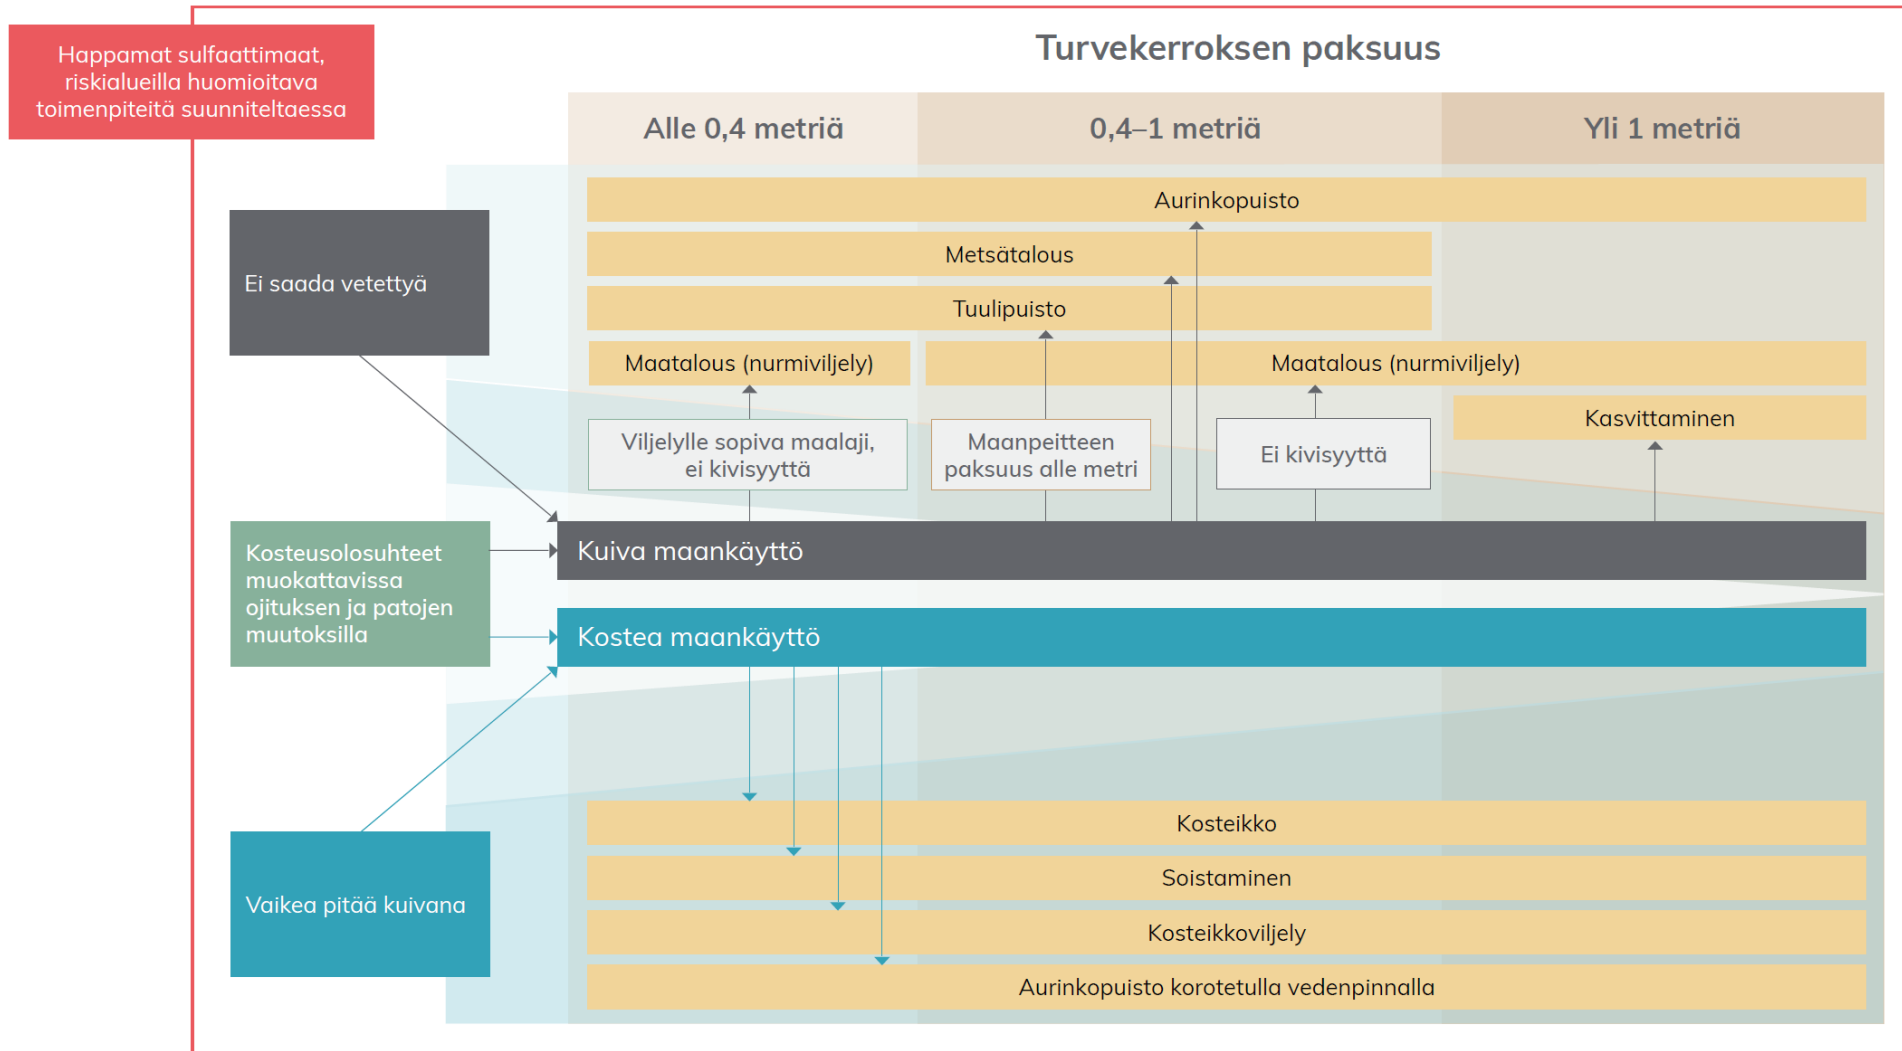 Happamat sulfaattimaat,
riskialueilla huomioitava
toimenpiteitä suunniteltaessa
Turvekerroksen paksuus
Alle 0,4 metriä
0,4–1 metriä
Yli 1 metriä
Aurinkopuisto
Metsätalous
Ei saada vetettyä
Tuulipuisto
Maatalous (nurmiviljely)
Maatalous (nurmiviljely)
Kasvittaminen
Viljelylle sopiva maalaji,
ei kivisyyttä
Maanpeitteen
paksuus alle metri
Ei kivisyyttä
Kosteusolosuhteet
muokattavissa
ojituksen ja patojen
muutoksilla
Kuiva maankäyttö
Kostea maankäyttö
Kosteikko
Soistaminen
Vaikea pitää kuivana
Kosteikkoviljely
Aurinkopuisto korotetulla vedenpinnalla